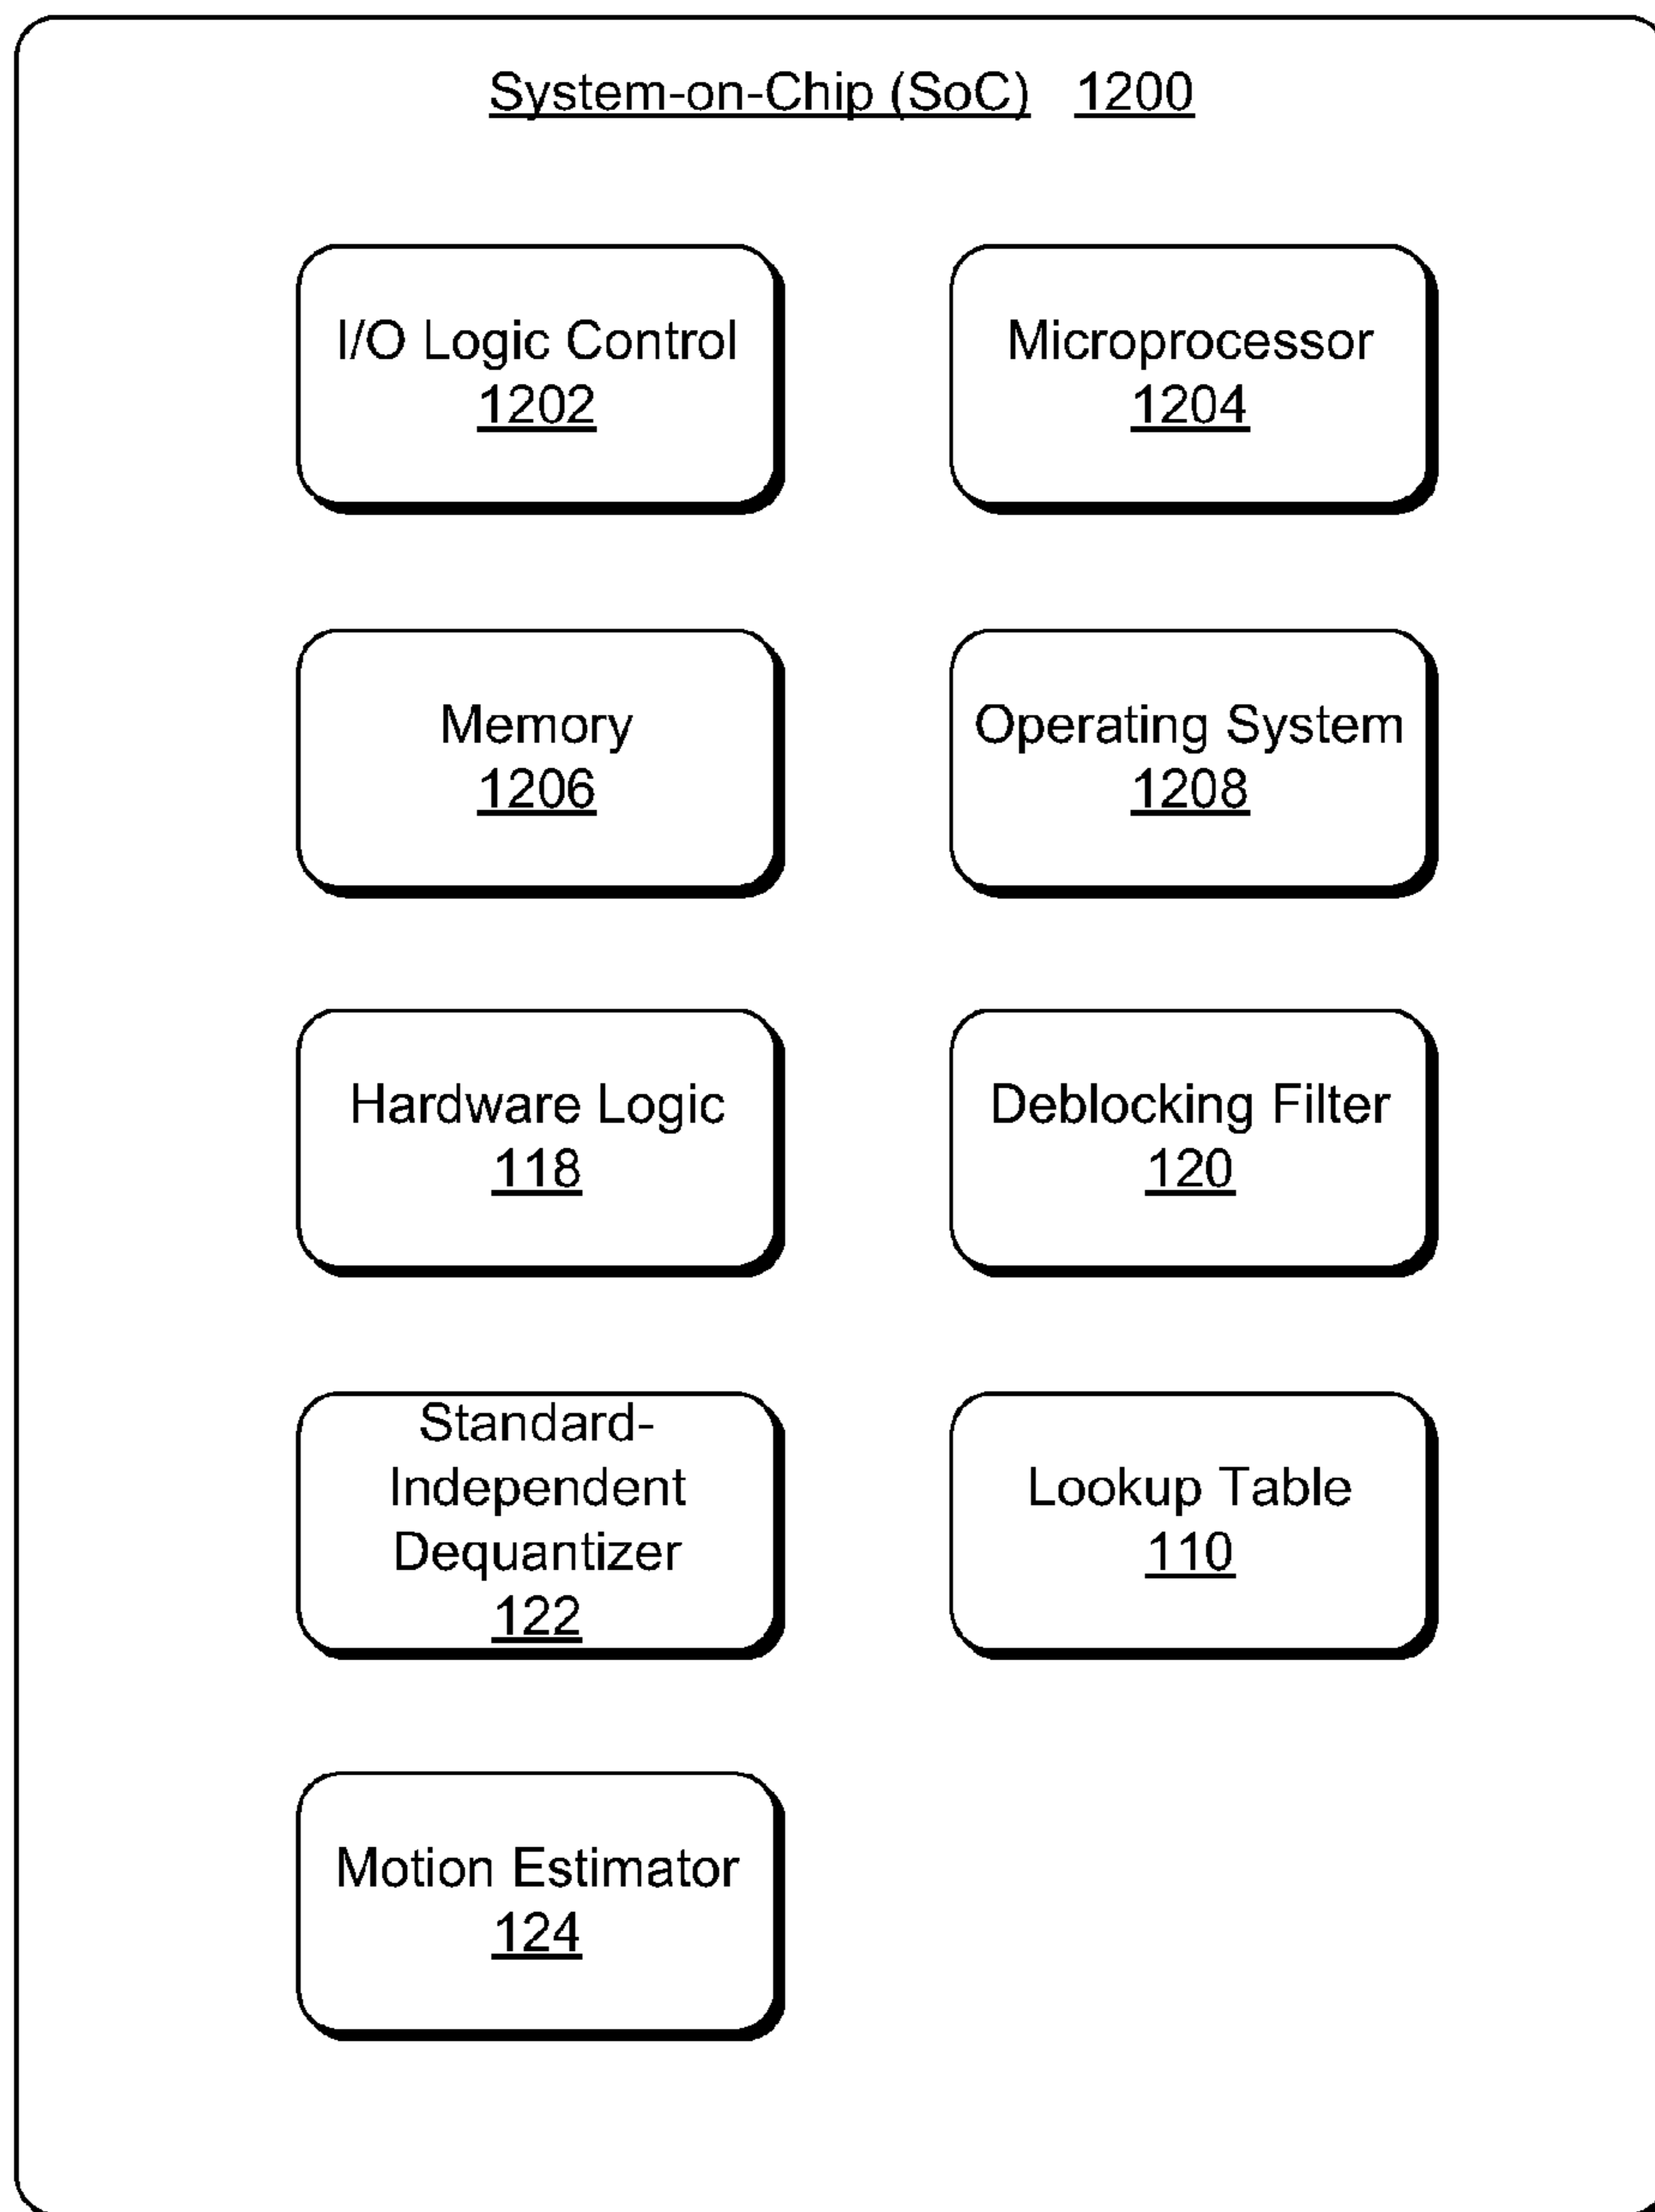 System-on-Chip (SoC) 1200
I/O Logic Control
1202
Microprocessor
1204
Memory
1206
Operating System
1208
Hardware Logic
118
Deblocking Filter
120
Standard-
Independent
Dequantizer
122
Lookup Table
110
Motion Estimator
124